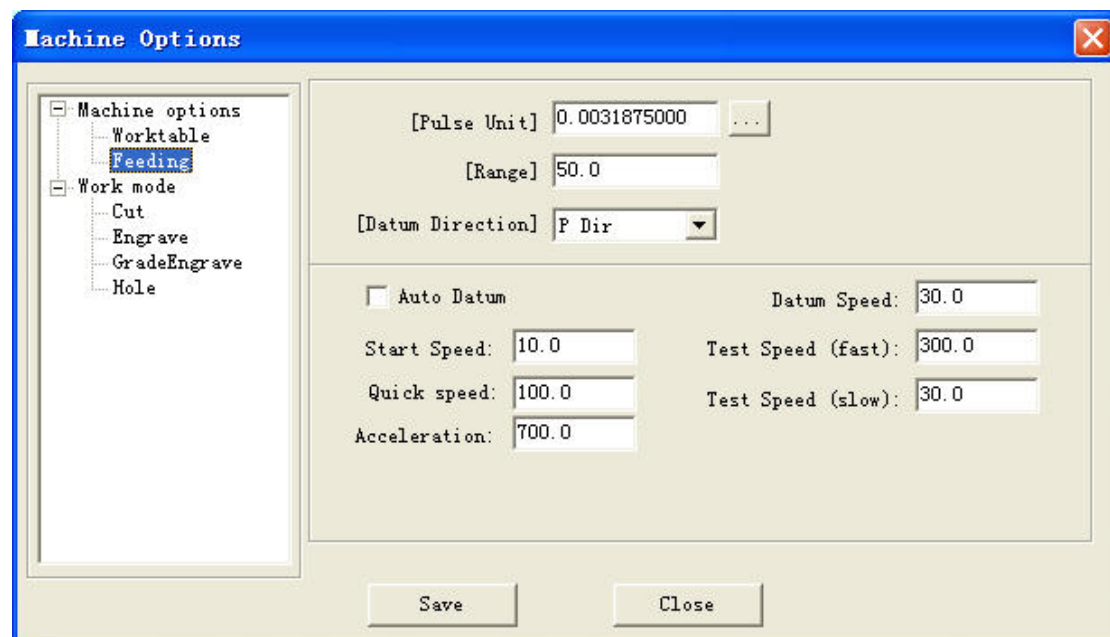 Machine Options
Machine options
Worktable
Feeding
Work mode
Cut
Engrave
GradeEngrave
Hole
[Pulse Unit] 0.0031875000 ...
[Range] 50.0
[Datum Direction] P Dir
Auto Datum Datum Speed: 30.0
Start Speed: 10.0 Test Speed (fast): 300.0
Quick speed: 100.0 Test Speed (slow): 30.0
Acceleration: 700.0
Save Close